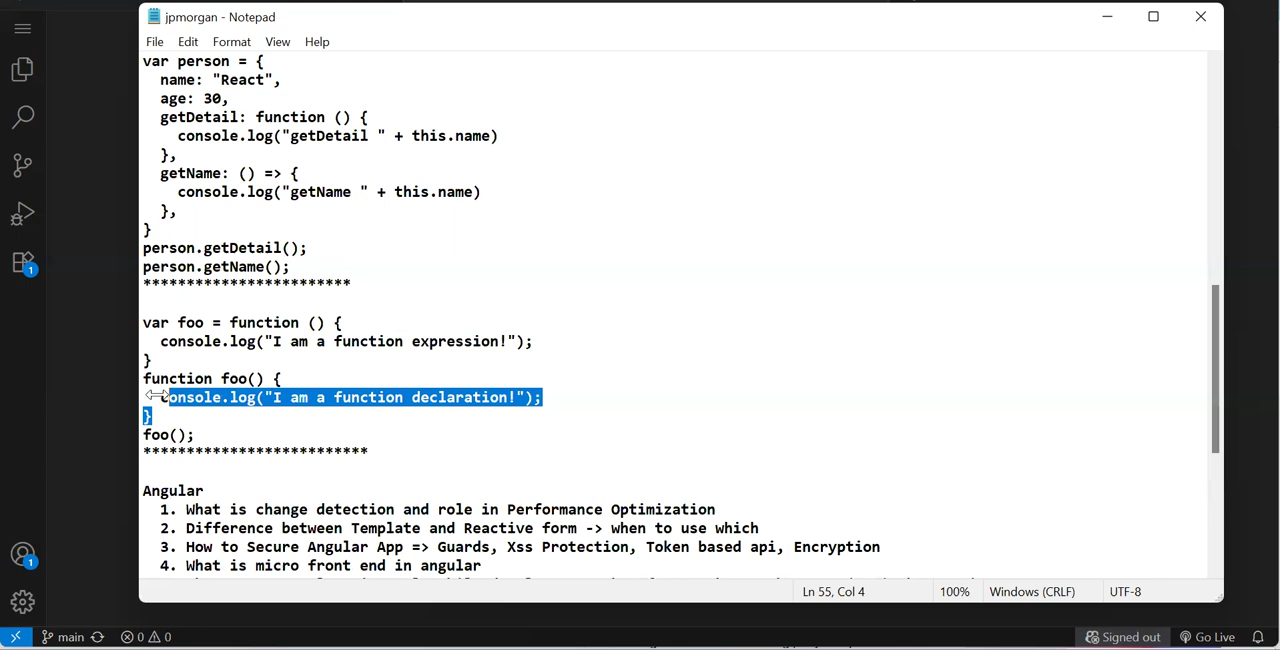 jpmorgan - Notepad
File Edit Format View Help
var person = {
name: "React",
age: 30,
getDetail: function () {
console.log("getDetail " + this.name)
},
getName: () => {
console.log("getName " + this.name)
},
}
person.getDetail();
person.getName();
************************
var foo = function () {
console.log("I am a function expression!");
}
function foo() {
console.log("I am a function declaration!");
}
foo();
**************************
Angular
1. What is change detection and role in Performance Optimization
2. Difference between Template and Reactive form -> when to use which
3. How to Secure Angular App => Guards, Xss Protection, Token based api, Encryption
4. What is micro front end in angular
Ln 55, Col 4 100% Windows (CRLF) UTF-8
1
1
main 0 0 Signed out Go Live